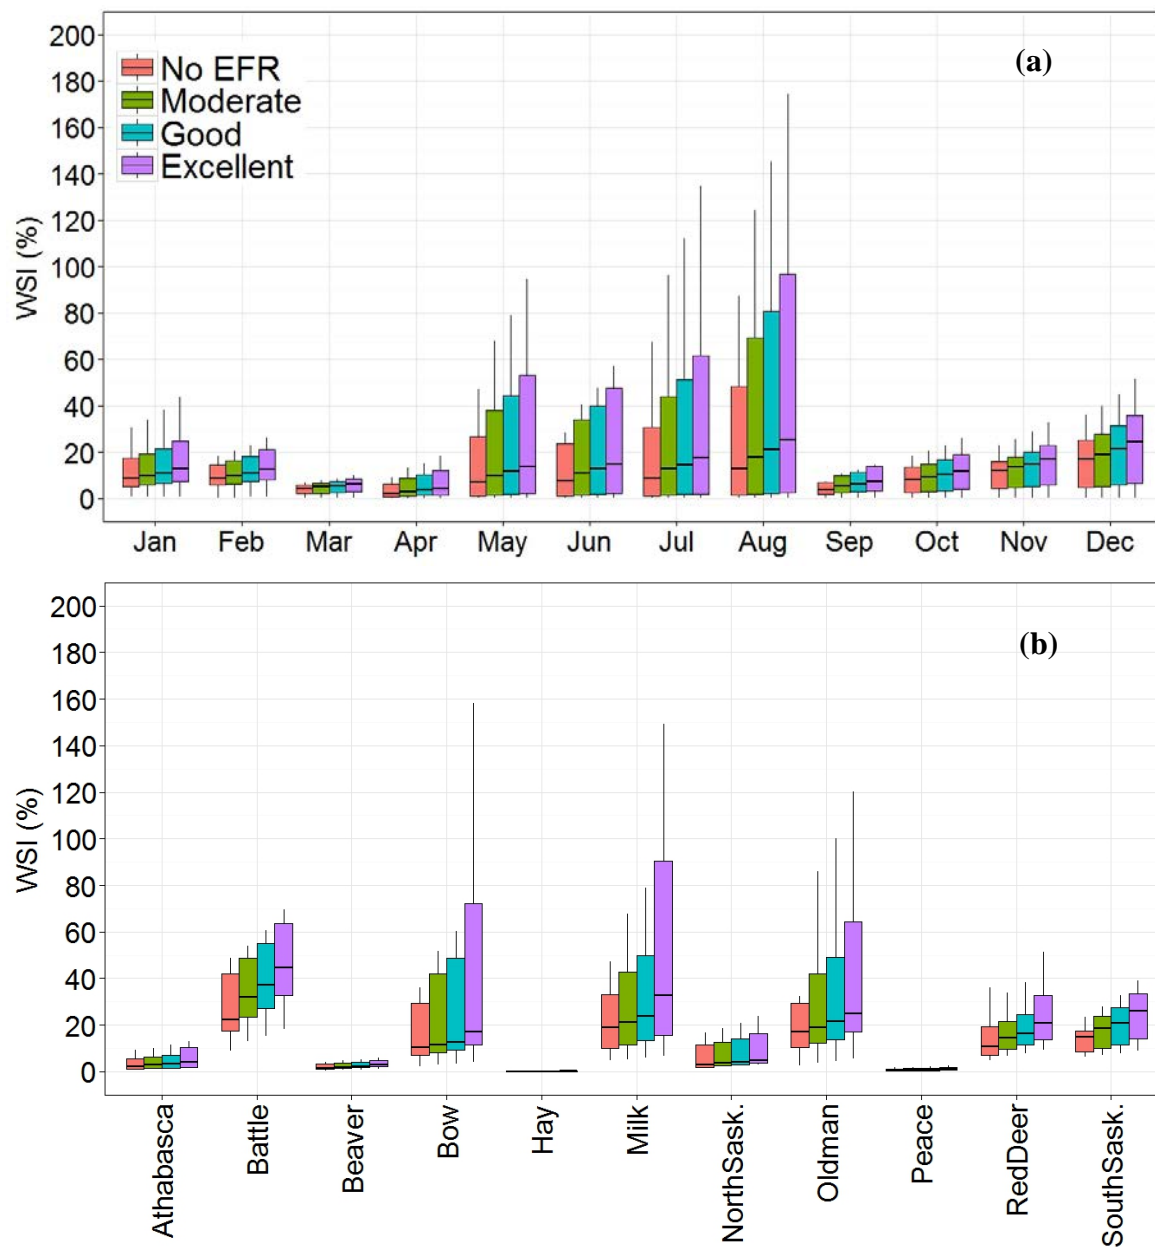 (a)
No EFR
Moderate
Good
Excellent
WSI (%)
200
180
160
140
120
100
80
60
40
20
0
Jan Feb Mar Apr May Jun Jul Aug Sep Oct Nov Dec
(b)
WSI (%)
200
180
160
140
120
100
80
60
40
20
0
Athabasca
Battle
Beaver
Bow
Hay
Milk
NorthSask.
Oldman
Peace
RedDeer
SouthSask.